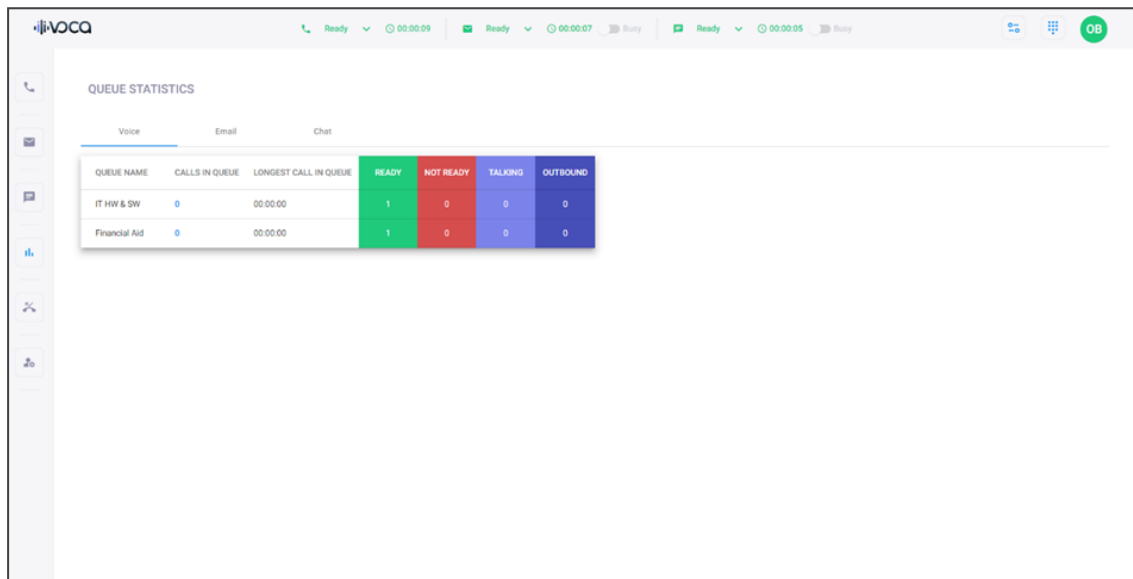 VOCA Ready 00:00:09 Ready 00:00:07 Busy Ready 00:00:05 Busy OB
QUEUE STATISTICS
Voice Email Chat
QUEUE NAME CALLS IN QUEUE LONGEST CALL IN QUEUE READY NOT READY TALKING OUTBOUND
IT HW & SW 0 00:00:00 1 0 0 0
Financial Aid 0 00:00:00 1 0 0 0